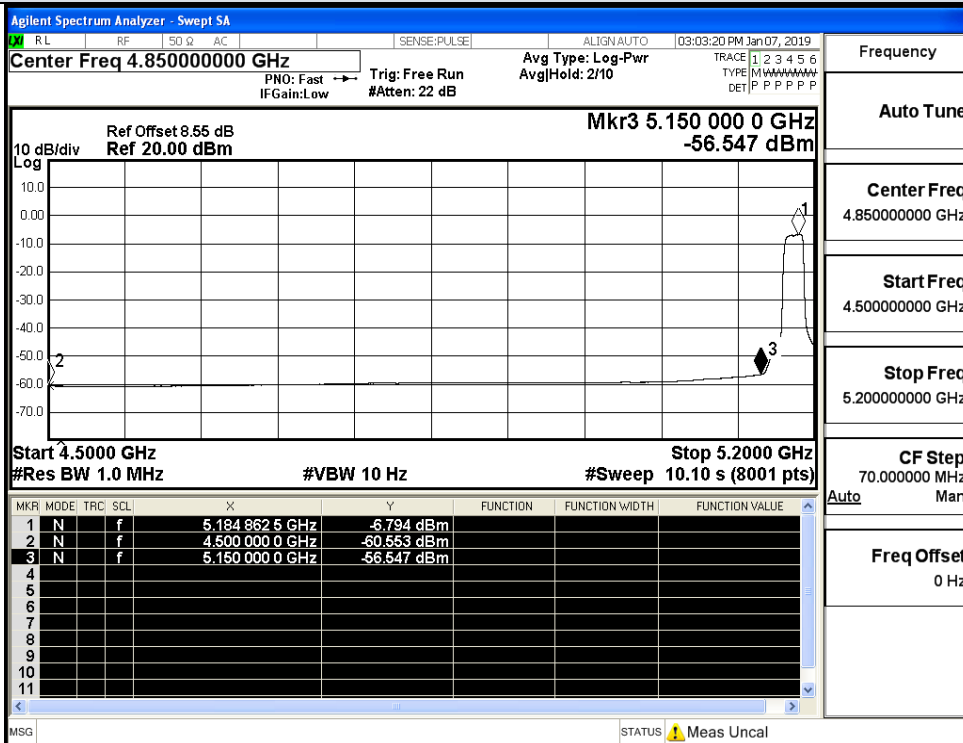 Agilent Spectrum Analyzer - Swept SA
LXI RL RF 50 Ω AC SENSE:PULSE ALIGN AUTO 03:03:20 PM Jan 07, 2019
Center Freq 4.850000000 GHz
PNO: Fast
IFGain:Low
Trig: Free Run
#Atten: 22 dB
Avg Type: Log-Pwr
Avg|Hold: 2/10
TRACE 1 2 3 4 5 6
TYPE M W W W W W
DET P P P P P P
Ref Offset 8.55 dB
10 dB/div Ref 20.00 dBm
Log
Mkr3 5.150 000 0 GHz
-56.547 dBm
10.0
0.00
-10.0
-20.0
-30.0
-40.0
-50.0
-60.0
-70.0
1
2
3
Start 4.5000 GHz Stop 5.2000 GHz
#Res BW 1.0 MHz #VBW 10 Hz #Sweep 10.10 s (8001 pts)
MKR MODE TRC SCL X Y FUNCTION FUNCTION WIDTH FUNCTION VALUE
1 N f 5.184 862 5 GHz -6.794 dBm
2 N f 4.500 000 0 GHz -60.553 dBm
3 N f 5.150 000 0 GHz -56.547 dBm
4
5
6
7
8
9
10
11
MSG STATUS Meas Uncal
Frequency
Auto Tune
Center Freq
4.850000000 GHz
Start Freq
4.500000000 GHz
Stop Freq
5.200000000 GHz
CF Step
70.000000 MHz
Auto Man
Freq Offset
0 Hz